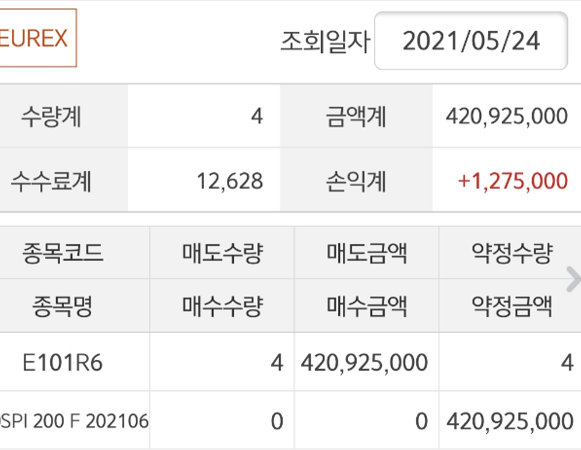 EUREX 조회일자 2021/05/24
수량계 4 금액계 420,925,000
수수료계 12,628 손익계 +1,275,000
종목코드 매도수량 매도금액 약정수량
종목명 매수수량 매수금액 약정금액
E101R6 4 420,925,000 4
SPI 200 F 202106 0 0 420,925,000